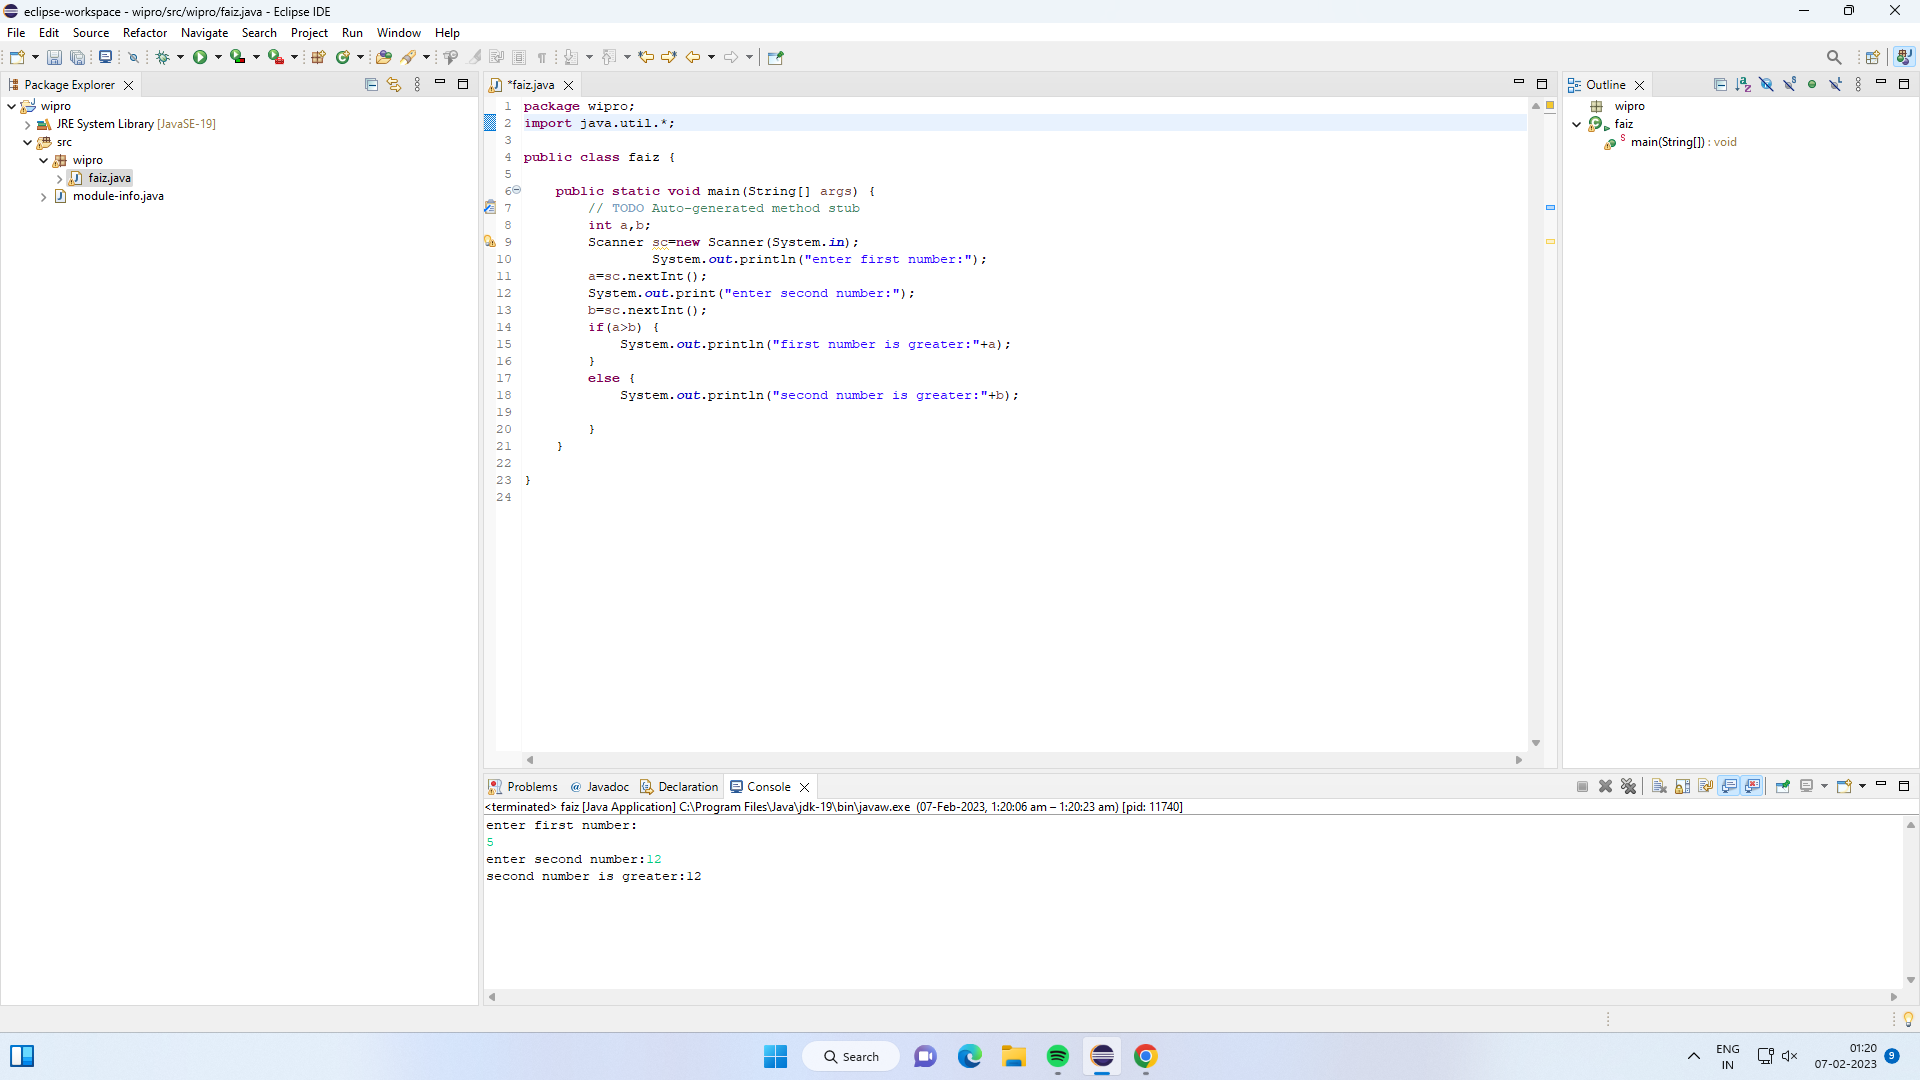 eclipse-workspace - wipro/src/wipro/faiz.java - Eclipse IDE
File Edit Source Refactor Navigate Search Project Run Window Help
Package Explorer
wipro
JRE System Library [JavaSE-19]
src
wipro
faiz.java
module-info.java
*faiz.java
1 package wipro;
2 import java.util.*;
3
4 public class faiz {
5
6 public static void main(String[] args) {
7 // TODO Auto-generated method stub
8 int a,b;
9 Scanner sc=new Scanner(System.in);
10 System.out.println("enter first number:");
11 a=sc.nextInt();
12 System.out.print("enter second number:");
13 b=sc.nextInt();
14 if(a>b) {
15 System.out.println("first number is greater:"+a);
16 }
17 else {
18 System.out.println("second number is greater:"+b);
19
20 }
21 }
22
23 }
24
Outline
wipro
faiz
main(String[]) : void
Problems @ Javadoc Declaration Console
<terminated> faiz [Java Application] C:\Program Files\Java\jdk-19\bin\javaw.exe (07-Feb-2023, 1:20:06 am – 1:20:23 am) [pid: 11740]
enter first number:
5
enter second number:12
second number is greater:12
Search
ENG
IN
01:20
07-02-2023
9